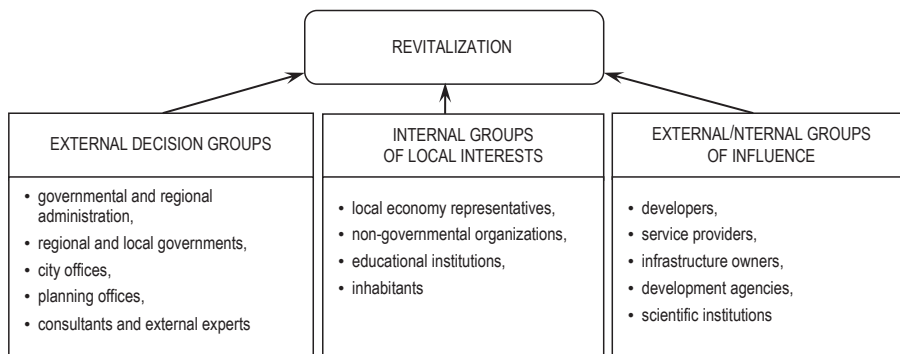 REVITALIZATION
EXTERNAL DECISION GROUPS
• governmental and regional
administration,
• regional and local governments,
• city offices,
• planning offices,
• consultants and external experts
INTERNAL GROUPS
OF LOCAL INTERESTS
• local economy representatives,
• non-governmental organizations,
• educational institutions,
• inhabitants
EXTERNAL/NTERNAL GROUPS
OF INFLUENCE
• developers,
• service providers,
• infrastructure owners,
• development agencies,
• scientific institutions